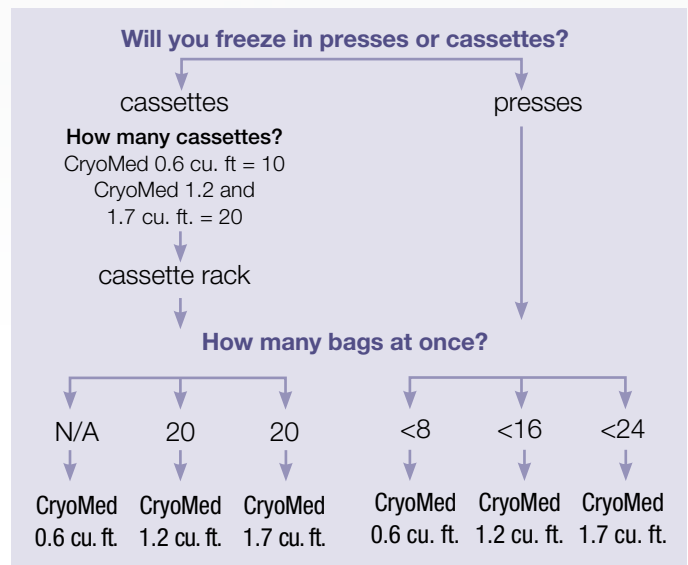 Will you freeze in presses or cassettes?
cassettes
presses
How many cassettes?
CryoMed 0.6 cu. ft = 10
CryoMed 1.2 and
1.7 cu. ft. = 20
cassette rack
How many bags at once?
N/A
20
20
<8
<16
<24
CryoMed
0.6 cu. ft.
CryoMed
1.2 cu. ft.
CryoMed
1.7 cu. ft.
CryoMed
0.6 cu. ft.
CryoMed
1.2 cu. ft.
CryoMed
1.7 cu. ft.